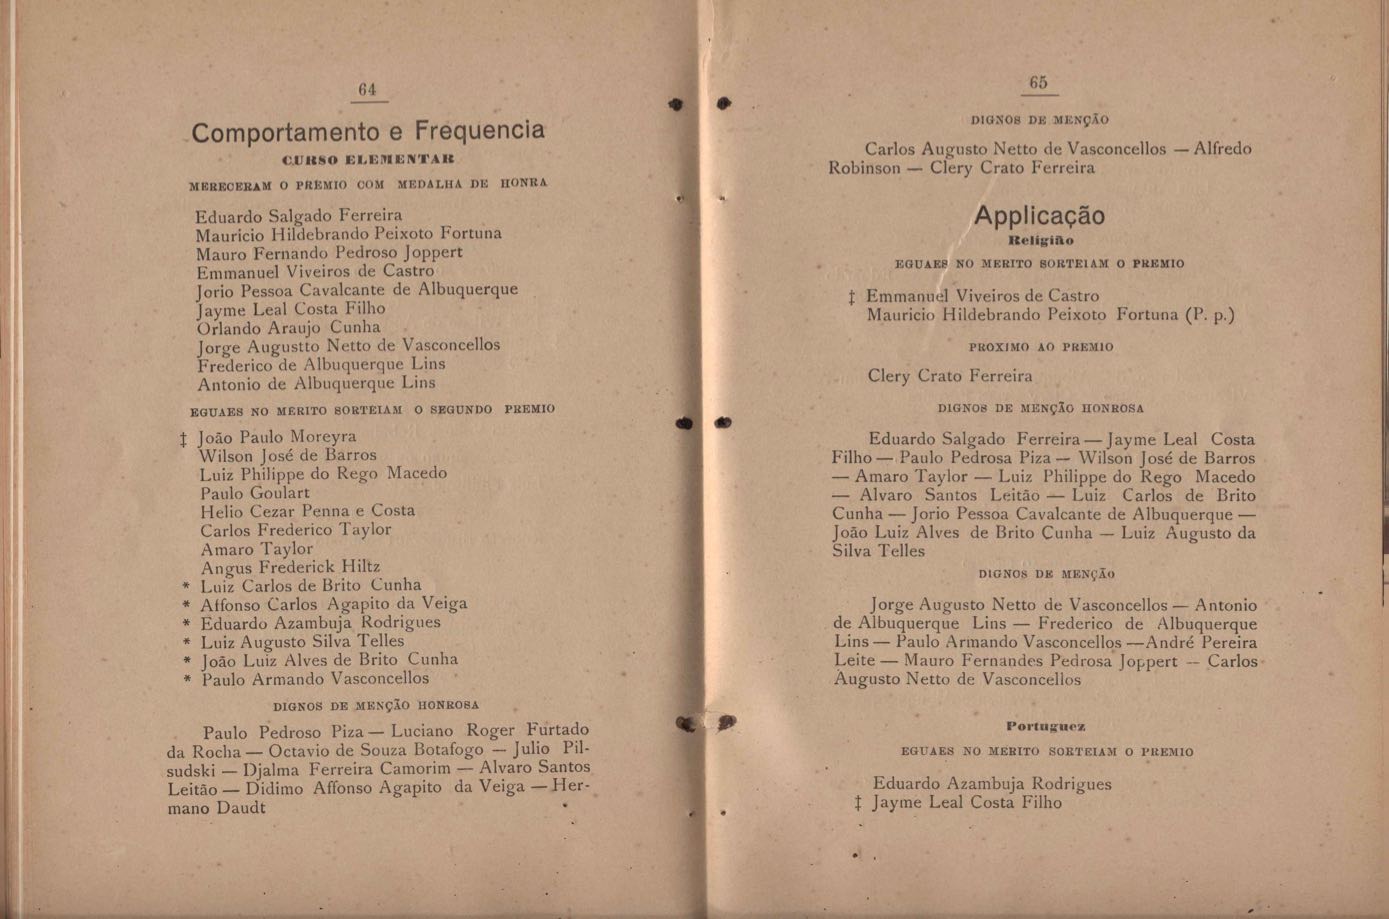 64
Comportamento e Frequencia
CURSO ELEMENTAR
MERECERAM O PREMIO COM MEDALHA DE HONRA
Eduardo Salgado Ferreira
Mauricio Hildebrando Peixoto Fortuna
Mauro Fernando Pedroso Joppert
Emmanuel Viveiros de Castro
Jorio Pessoa Cavalcante de Albuquerque
Jayme Leal Costa Filho
Orlando Araujo Cunha
Jorge Augustto Netto de Vasconcellos
Frederico de Albuquerque Lins
Antonio de Albuquerque Lins
EGUAES NO MERITO SORTEIAM O SEGUNDO PREMIO
‡ João Paulo Moreyra
Wilson José de Barros
Luiz Philippe do Rego Macedo
Paulo Goulart
Helio Cezar Penna e Costa
Carlos Frederico Taylor
Amaro Taylor
Angus Frederick Hiltz
* Luiz Carlos de Brito Cunha
* Affonso Carlos Agapito da Veiga
* Eduardo Azambuja Rodrigues
* Luiz Augusto Silva Telles
* João Luiz Alves de Brito Cunha
* Paulo Armando Vasconcellos
DIGNOS DE MENÇÃO HONROSA
Paulo Pedroso Piza — Luciano Roger Furtado
da Rocha — Octavio de Souza Botafogo — Julio Pil-
sudski — Djalma Ferreira Camorim — Alvaro Santos
Leitão — Didimo Affonso Agapito da Veiga — Her-
mano Daudt
65
DIGNOS DE MENÇÃO
Carlos Augusto Netto de Vasconcellos — Alfredo
Robinson — Clery Crato Ferreira
Applicação
Religião
EGUAES NO MERITO SORTEIAM O PREMIO
‡ Emmanuel Viveiros de Castro
Mauricio Hildebrando Peixoto Fortuna (P. p.)
PROXIMO AO PREMIO
Clery Crato Ferreira
DIGNOS DE MENÇÃO HONROSA
Eduardo Salgado Ferreira — Jayme Leal Costa
Filho — Paulo Pedrosa Piza — Wilson José de Barros
— Amaro Taylor — Luiz Philippe do Rego Macedo
— Alvaro Santos Leitão — Luiz Carlos de Brito
Cunha — Jorio Pessoa Cavalcante de Albuquerque —
João Luiz Alves de Brito Cunha — Luiz Augusto da
Silva Telles
DIGNOS DE MENÇÃO
Jorge Augusto Netto de Vasconcellos — Antonio
de Albuquerque Lins — Frederico de Albuquerque
Lins — Paulo Armando Vasconcellos — André Pereira
Leite — Mauro Fernandes Pedrosa Joppert — Carlos
Augusto Netto de Vasconcellos
Portuguez
EGUAES NO MERITO SORTEIAM O PREMIO
Eduardo Azambuja Rodrigues
‡ Jayme Leal Costa Filho